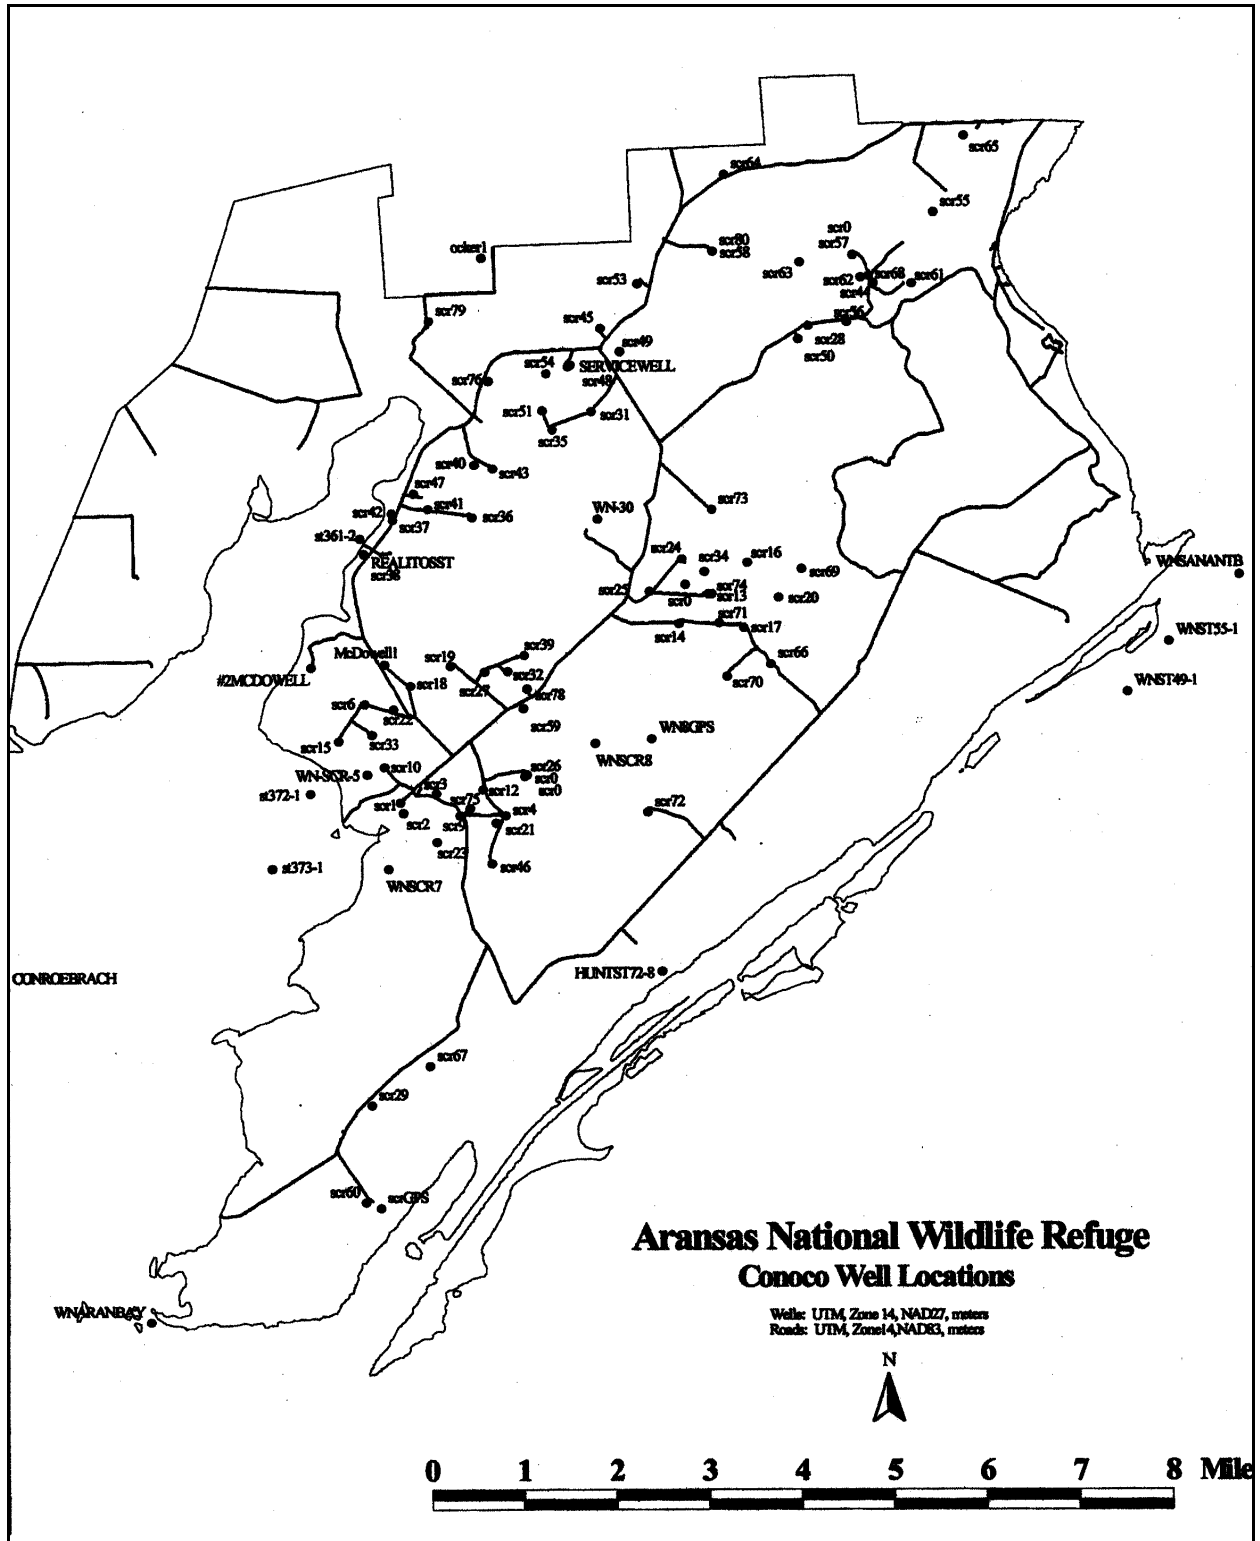 scr65
scr64
scr55
scr0
scr80
scr57
ocker1
scr58
scr63
scr68
scr61
scr53
scr62
scr44
scr79
scr45
scr56
scr49
scr28
scr54
SERVICEWELL
scr50
scr76
scr48
scr51
scr31
scr35
scr40
scr43
scr47
scr41
WN-30
scr73
scr42
scr36
scr37
st361-2
scr24
scr16
REALITOSST
scr34
WNSANANTB
scr38
scr69
scr25
scr74
scr13
scr0
scr20
scr71
scr14
scr17
WNST55-1
scr39
McDowell1
scr19
scr66
#2MCDOWELL
scr32
scr27
scr70
WNST49-1
scr18
scr78
scr6
scr22
scr59
WN8GPS
scr33
scr15
WNSCR8
scr10
scr26
WN-SCR-5
scr0
scr3
scr12
scr0
st372-1
scr75
scr72
scr1
scr2
scr9
scr4
scr21
scr23
st373-1
scr46
WNSCR7
HUNTST72-8
CONROEBRACH
scr67
scr29
scr60
scrGPS
Aransas National Wildlife Refuge
Conoco Well Locations
WNARANBAY
Wells: UTM, Zone 14, NAD27, meters
Roads: UTM, Zone14,NAD83, meters
N
0 1 2 3 4 5 6 7 8 Mile